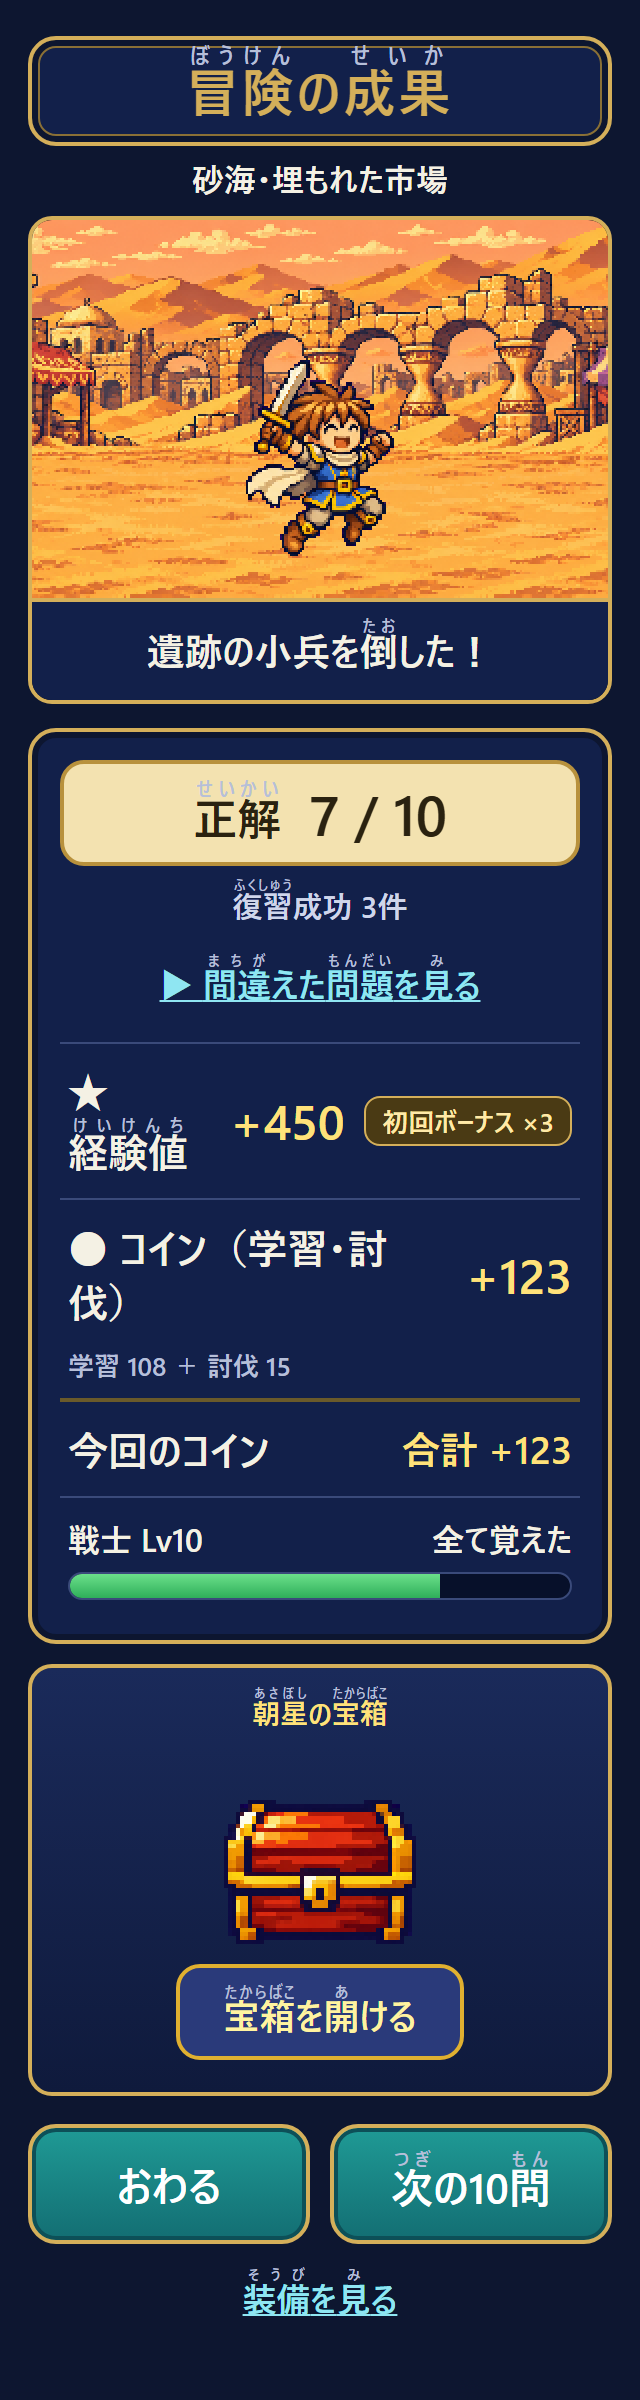 ぼうけん せいか
冒険の成果
砂海・埋もれた市場
たお
遺跡の小兵を倒した！
せいかい
正解 7 / 10
ふくしゅう
復習成功 3件
まちが もんだい み
▶ 間違えた問題を見る
★
けいけんち
経験値
+450
初回ボーナス ×3
● コイン（学習・討
伐）
+123
学習 108 ＋ 討伐 15
今回のコイン 合計 +123
戦士 Lv10 全て覚えた
あさぼし たからばこ
朝星の宝箱
たからばこ あ
宝箱を開ける
おわる
つぎ もん
次の10問
そうび み
装備を見る